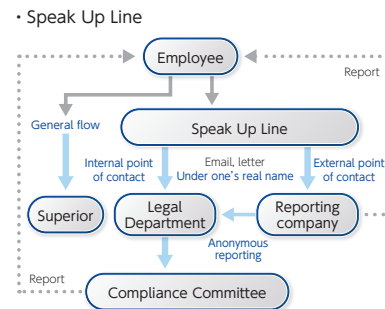 ・Speak Up Line
Employee
Report
General flow
Speak Up Line
Internal point
of contact
Email, letter
Under one's real name
External point
of contact
Superior
Legal
Department
Reporting
company
Anonymous
reporting
Report
Compliance Committee